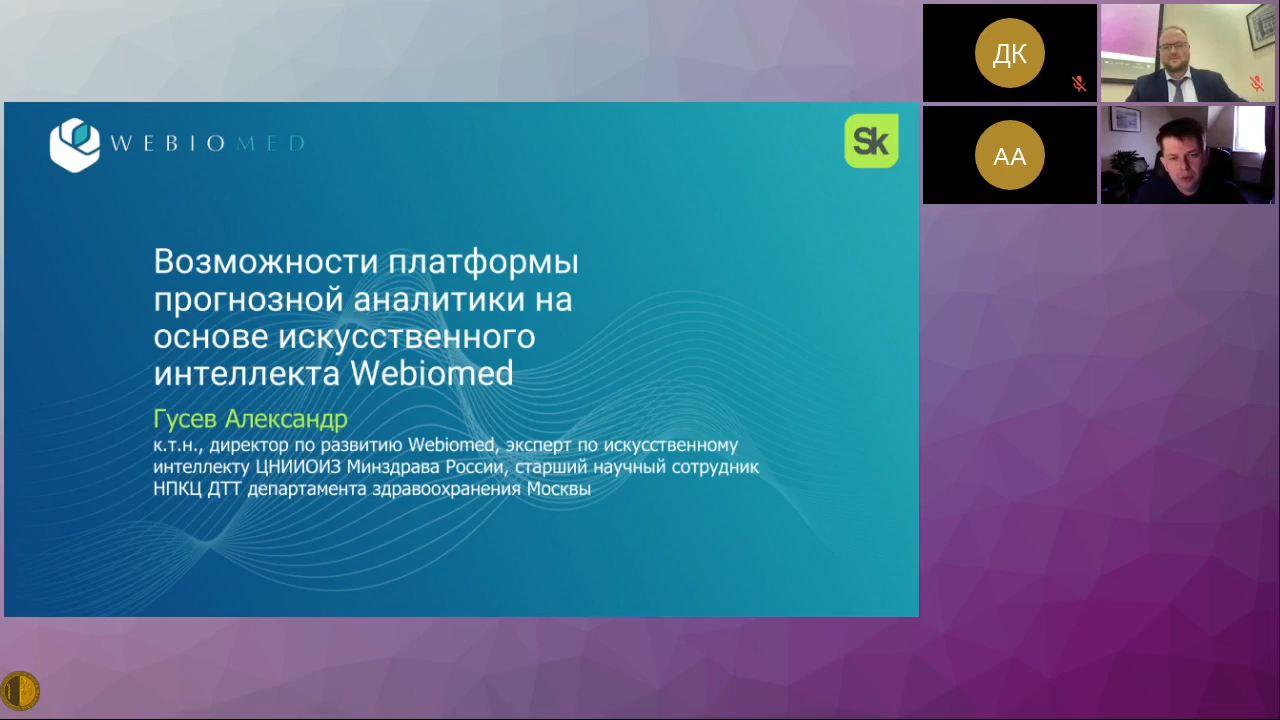 WEBIOMED
Sk
Возможности платформы
прогнозной аналитики на
основе искусственного
интеллекта Webiomed
Гусев Александр
к.т.н., директор по развитию Webiomed, эксперт по искусственному
интеллекту ЦНИИОИЗ Минздрава России, старший научный сотрудник
НПКЦ ДТТ департамента здравоохранения Москвы
ДК
АА